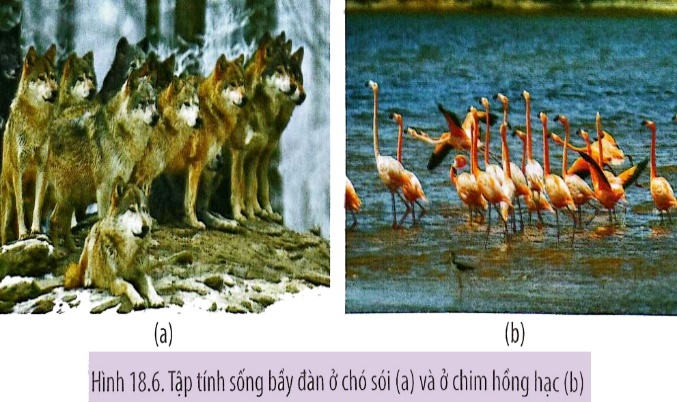 (a)
(b)
Hình 18.6. Tập tính sống bầy đàn ở chó sói (a) và ở chim hồng hạc (b)